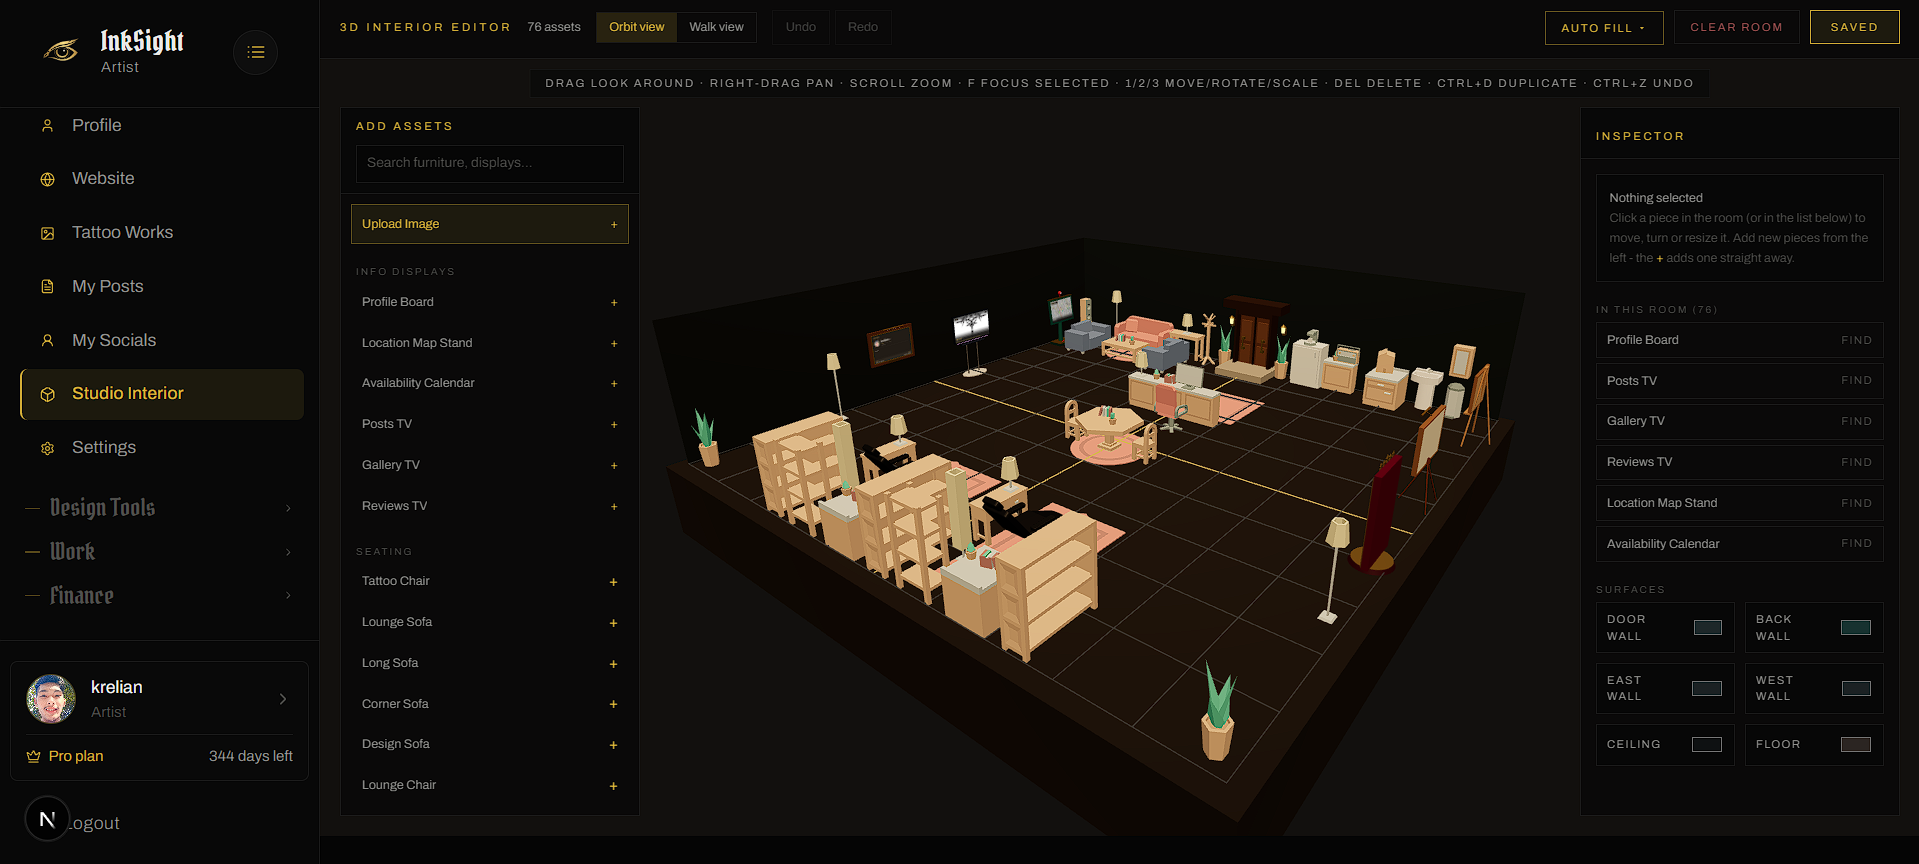 InkSight
Artist
Profile
Website
Tattoo Works
My Posts
My Socials
Studio Interior
Settings
Design Tools
Work
Finance
krelian
Artist
Pro plan
344 days left
N
Logout
3D INTERIOR EDITOR
76 assets
Orbit view
Walk view
Undo
Redo
AUTO FILL
CLEAR ROOM
SAVED
DRAG LOOK AROUND · RIGHT-DRAG PAN · SCROLL ZOOM · F FOCUS SELECTED · 1/2/3 MOVE/ROTATE/SCALE · DEL DELETE · CTRL+D DUPLICATE · CTRL+Z UNDO
ADD ASSETS
Search furniture, displays...
Upload Image +
INFO DISPLAYS
Profile Board +
Location Map Stand +
Availability Calendar +
Posts TV +
Gallery TV +
Reviews TV +
SEATING
Tattoo Chair +
Lounge Sofa +
Long Sofa +
Corner Sofa +
Design Sofa +
Lounge Chair +
INSPECTOR
Nothing selected
Click a piece in the room (or in the list below) to
move, turn or resize it. Add new pieces from the
left - the + adds one straight away.
IN THIS ROOM (76)
Profile Board FIND
Posts TV FIND
Gallery TV FIND
Reviews TV FIND
Location Map Stand FIND
Availability Calendar FIND
SURFACES
DOOR WALL
BACK WALL
EAST WALL
WEST WALL
CEILING
FLOOR